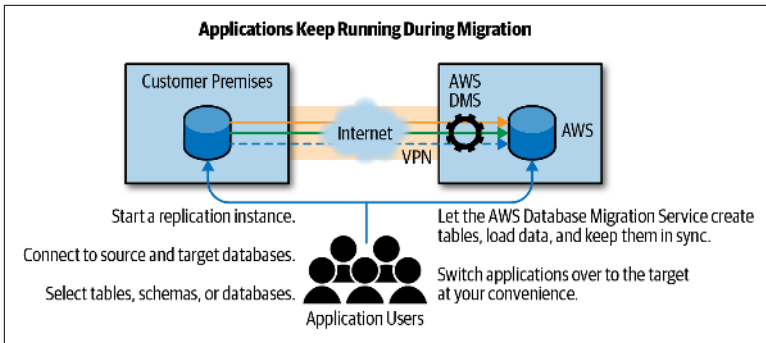 Applications Keep Running During Migration
Customer Premises
Internet
VPN
AWS
DMS
AWS
Start a replication instance.
Connect to source and target databases.
Select tables, schemas, or databases.
Application Users
Let the AWS Database Migration Service create
tables, load data, and keep them in sync.
Switch applications over to the target
at your convenience.